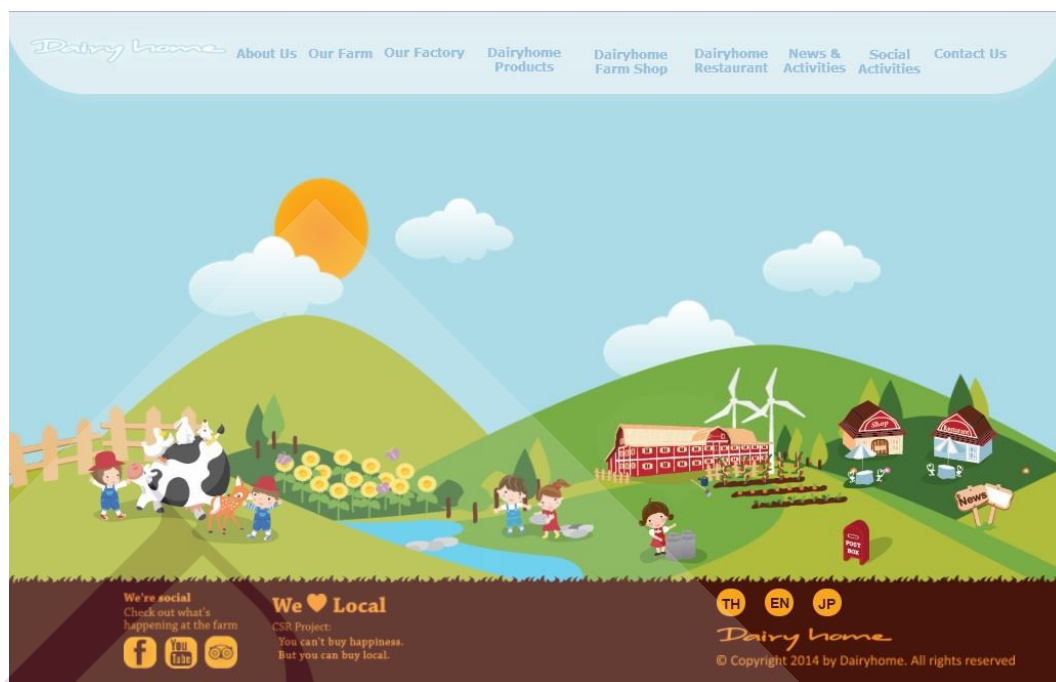 Dairy home
About Us
Our Farm
Our Factory
Dairyhome
Products
Dairyhome
Farm Shop
Dairyhome
Restaurant
News &
Activities
Social
Activities
Contact Us
Shop
Restaurant
News
POST
BOX
We're social
Check out what's
happening at the farm
f
You
Tube
We Local
CSR Project:
You can't buy happiness.
But you can buy local.
TH
EN
JP
Dairy home
© Copyright 2014 by Dairyhome. All rights reserved